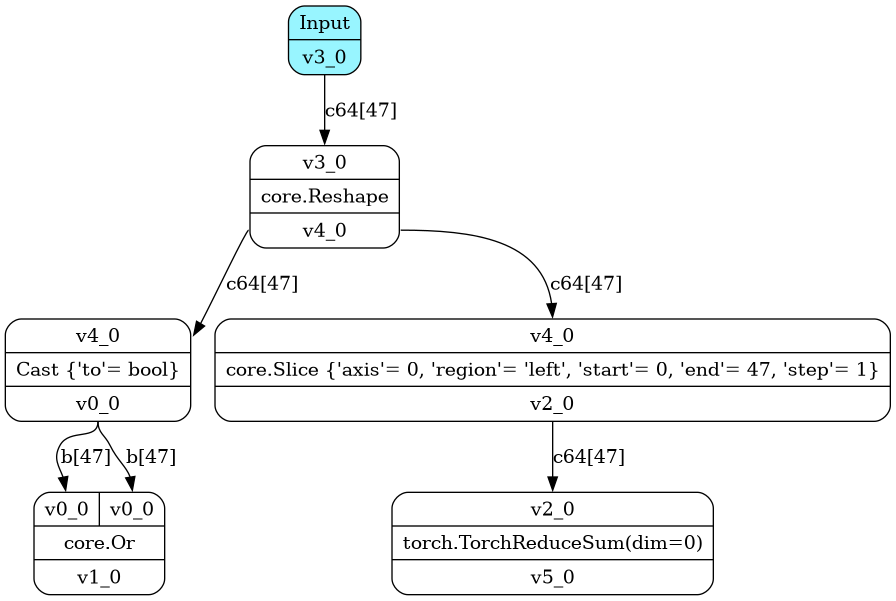 Input
v3_0
c64[47]
v3_0
core.Reshape
v4_0
c64[47]
c64[47]
v4_0
Cast {'to'= bool}
v0_0
v4_0
core.Slice {'axis'= 0, 'region'= 'left', 'start'= 0, 'end'= 47, 'step'= 1}
v2_0
b[47]
b[47]
c64[47]
v0_0 v0_0
core.Or
v1_0
v2_0
torch.TorchReduceSum(dim=0)
v5_0